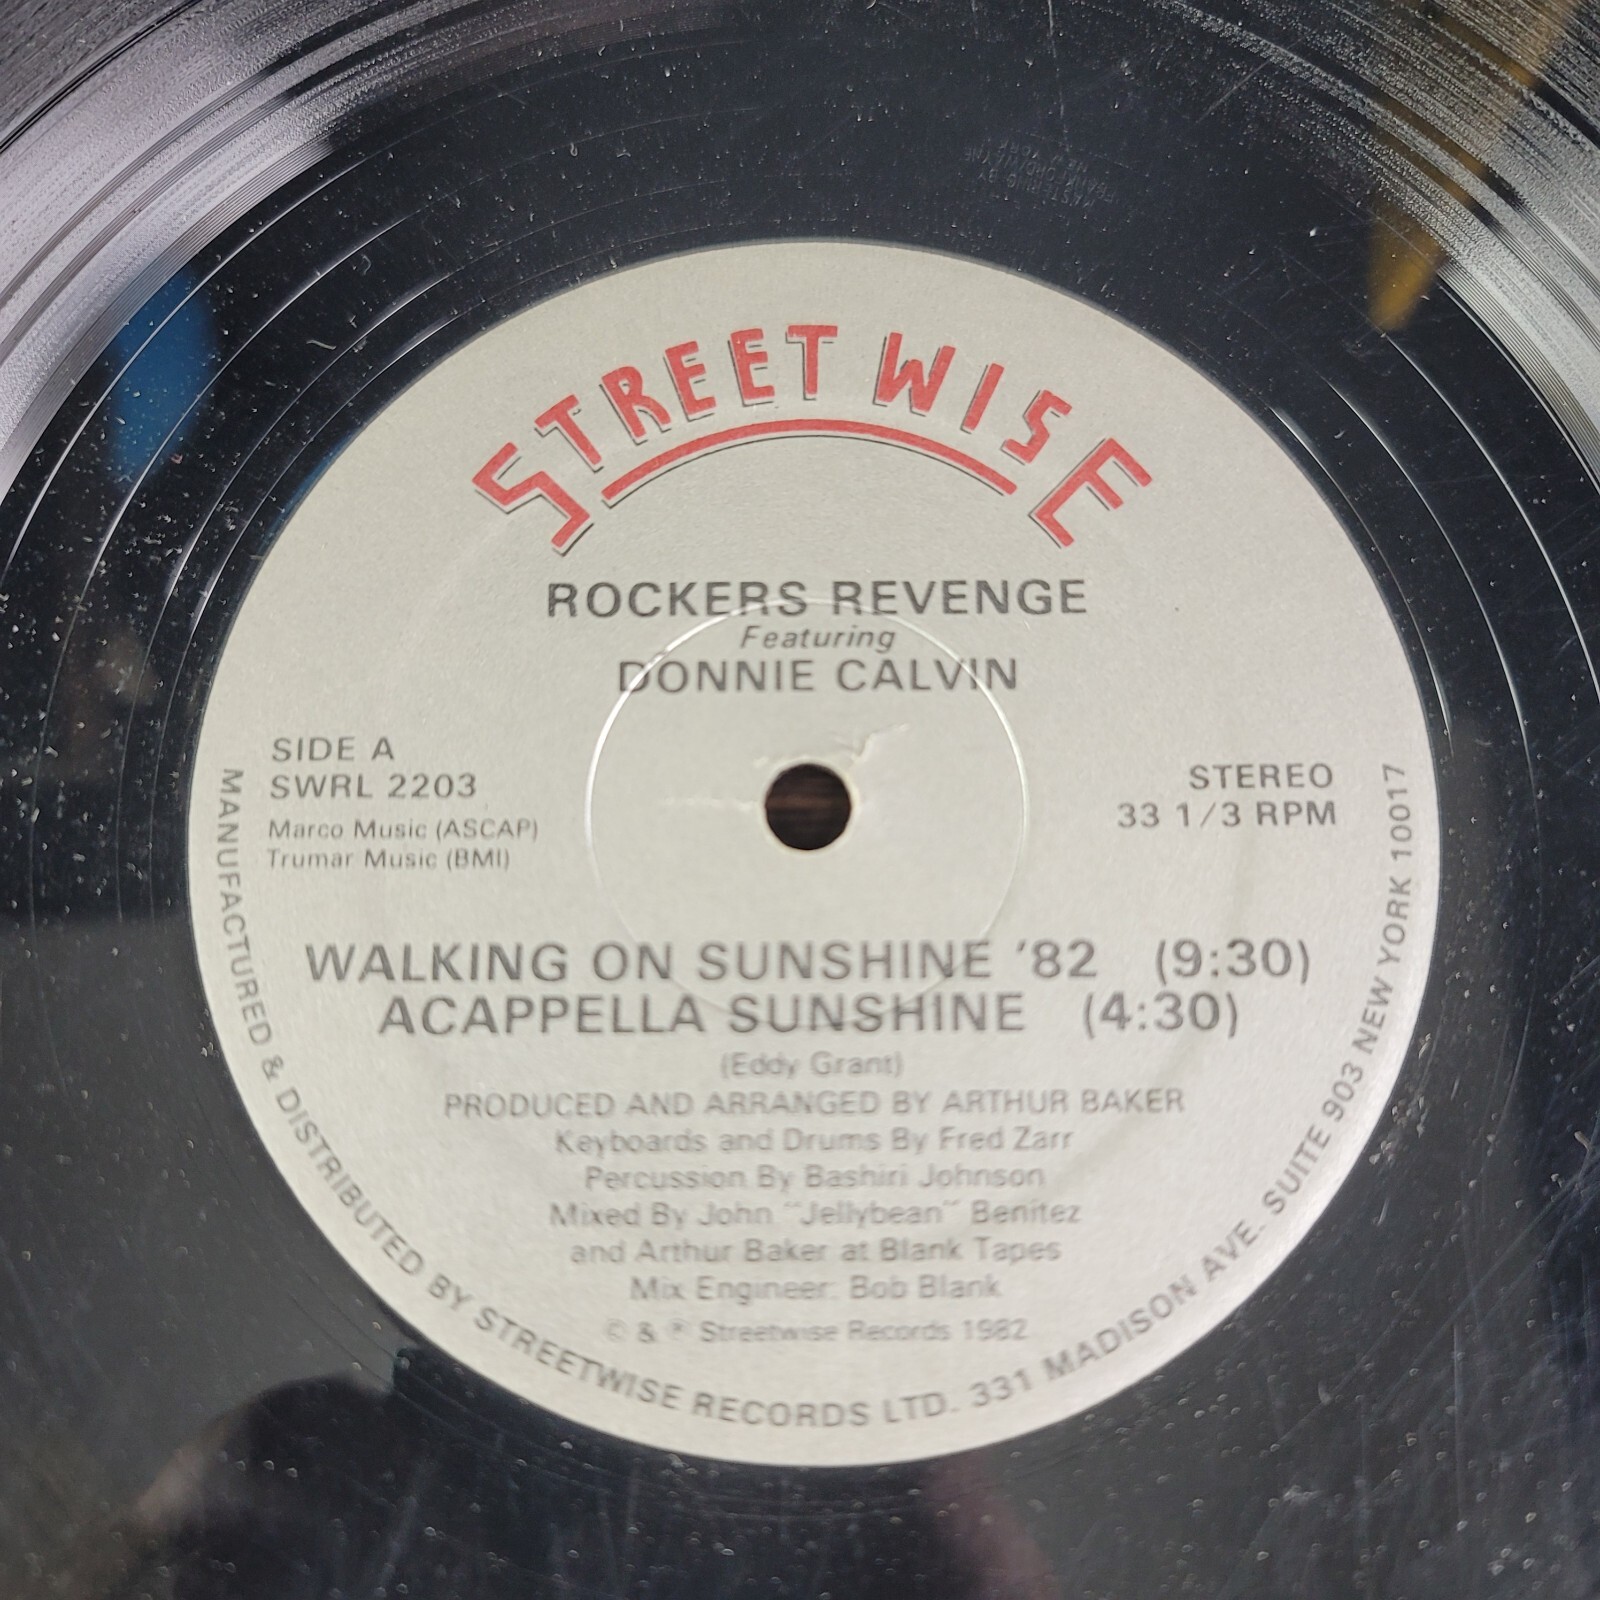 STREETWISE
ROCKERS REVENGE
Featuring
DONNIE CALVIN
SIDE A
SWRL 2203
Marco Music (ASCAP)
Trumar Music (BMI)
STEREO
33 1/3 RPM
WALKING ON SUNSHINE '82 (9:30)
ACAPPELLA SUNSHINE (4:30)
(Eddy Grant)
PRODUCED AND ARRANGED BY ARTHUR BAKER
Keyboards and Drums By Fred Zarr
Percussion By Bashiri Johnson
Mixed By John "Jellybean" Benitez
and Arthur Baker at Blank Tapes
Mix Engineer: Bob Blank
© & ℗ Streetwise Records 1982
MANUFACTURED & DISTRIBUTED BY STREETWISE RECORDS LTD. 331 MADISON AVE. SUITE 903 NEW YORK 10017